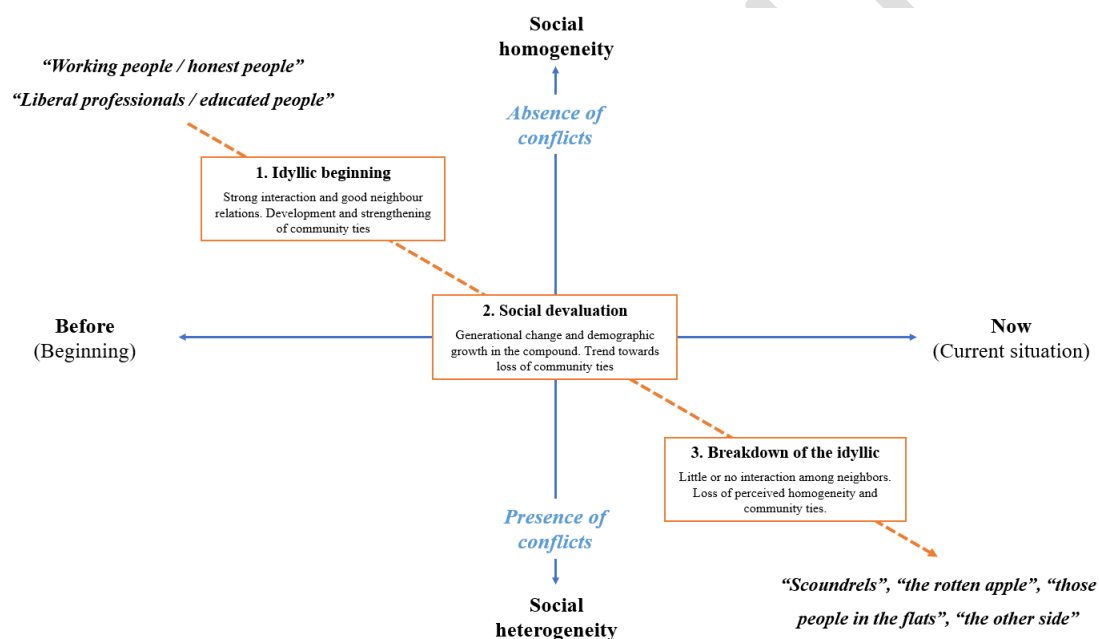 Social
homogeneity
“Working people / honest people”
“Liberal professionals / educated people”
Absence of
conflicts
1. Idyllic beginning
Strong interaction and good neighbour
relations. Development and strengthening
of community ties
Before
(Beginning)
2. Social devaluation
Generational change and demographic
growth in the compound. Trend towards
loss of community ties
Now
(Current situation)
3. Breakdown of the idyllic
Little or no interaction among neighbors.
Loss of perceived homogeneity and
community ties.
Presence of
conflicts
Social
heterogeneity
“Scoundrels”, “the rotten apple”, “those
people in the flats”, “the other side”